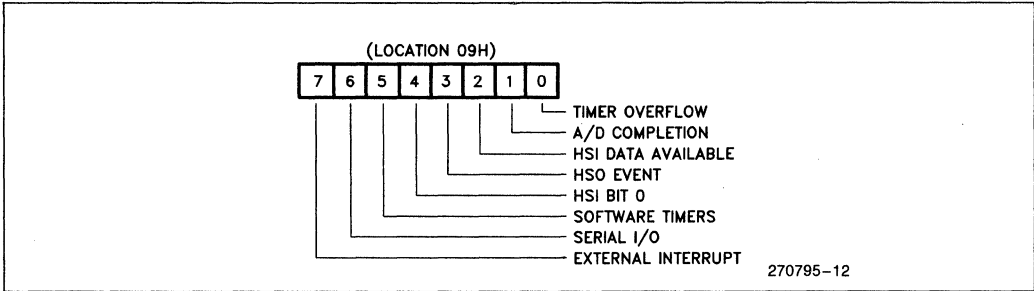 (LOCATION 09H)
7 6 5 4 3 2 1 0
TIMER OVERFLOW
A/D COMPLETION
HSI DATA AVAILABLE
HSO EVENT
HSI BIT 0
SOFTWARE TIMERS
SERIAL I/O
EXTERNAL INTERRUPT
270795-12